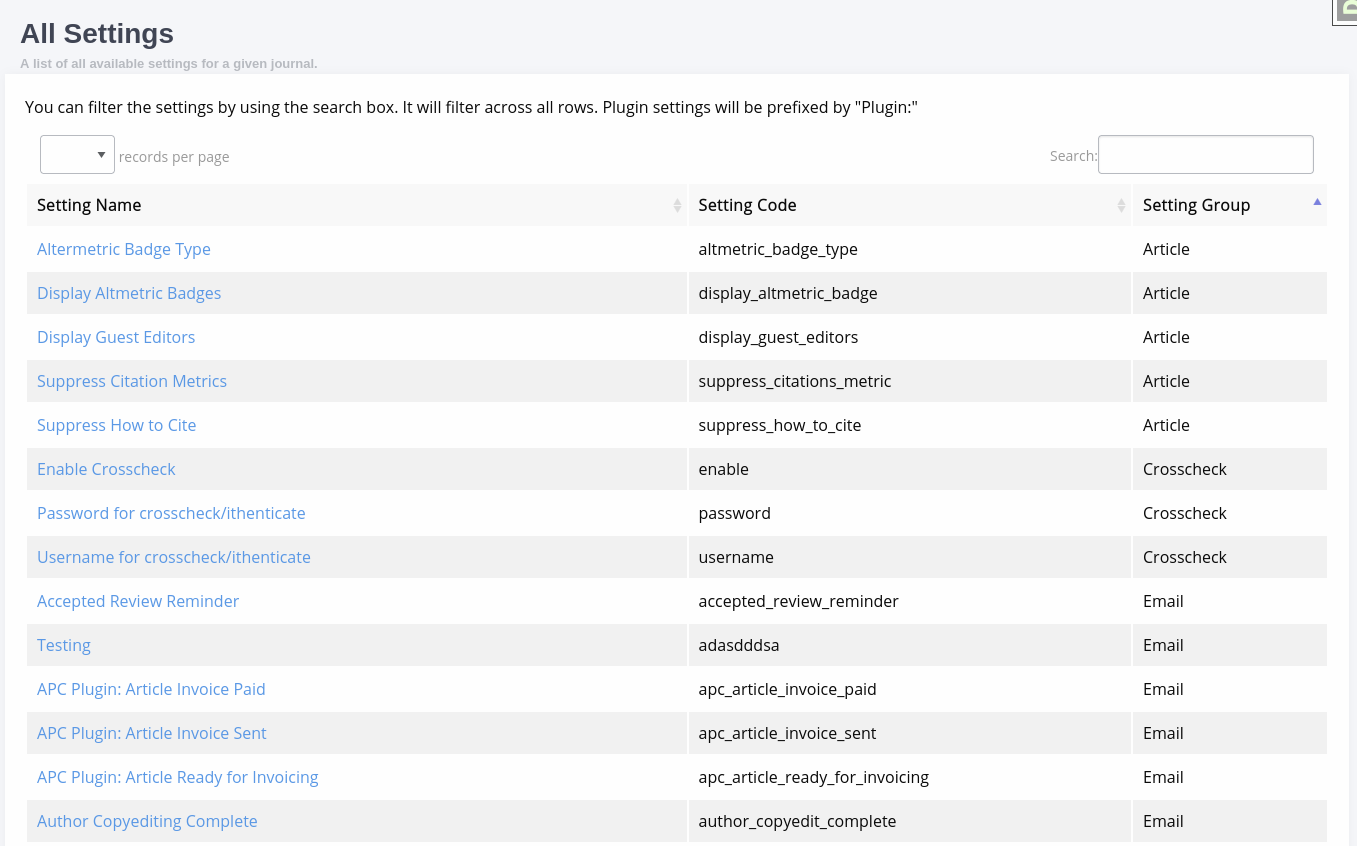 All Settings
A list of all available settings for a given journal.
You can filter the settings by using the search box. It will filter across all rows. Plugin settings will be prefixed by "Plugin:"
records per page Search:
Setting Name Setting Code Setting Group
Altermetric Badge Type altmetric_badge_type Article
Display Altmetric Badges display_altmetric_badge Article
Display Guest Editors display_guest_editors Article
Suppress Citation Metrics suppress_citations_metric Article
Suppress How to Cite suppress_how_to_cite Article
Enable Crosscheck enable Crosscheck
Password for crosscheck/ithenticate password Crosscheck
Username for crosscheck/ithenticate username Crosscheck
Accepted Review Reminder accepted_review_reminder Email
Testing adasdddsa Email
APC Plugin: Article Invoice Paid apc_article_invoice_paid Email
APC Plugin: Article Invoice Sent apc_article_invoice_sent Email
APC Plugin: Article Ready for Invoicing apc_article_ready_for_invoicing Email
Author Copyediting Complete author_copyedit_complete Email